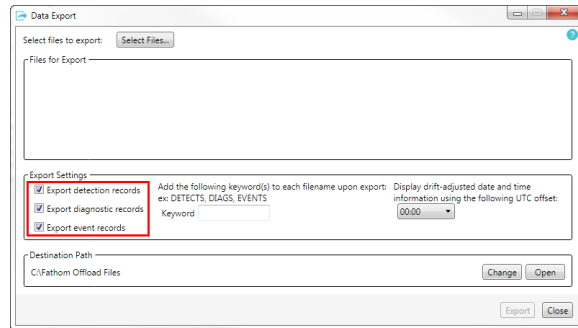 Data Export
Select files to export: Select Files...
?
Files for Export
Export Settings
Export detection records
Export diagnostic records
Export event records
Add the following keyword(s) to each filename upon export:
ex: DETECTS, DIAGS, EVENTS
Keyword
Display drift-adjusted date and time
information using the following UTC offset:
00:00
Destination Path
C:\Fathom Offload Files
Change Open
Export Close